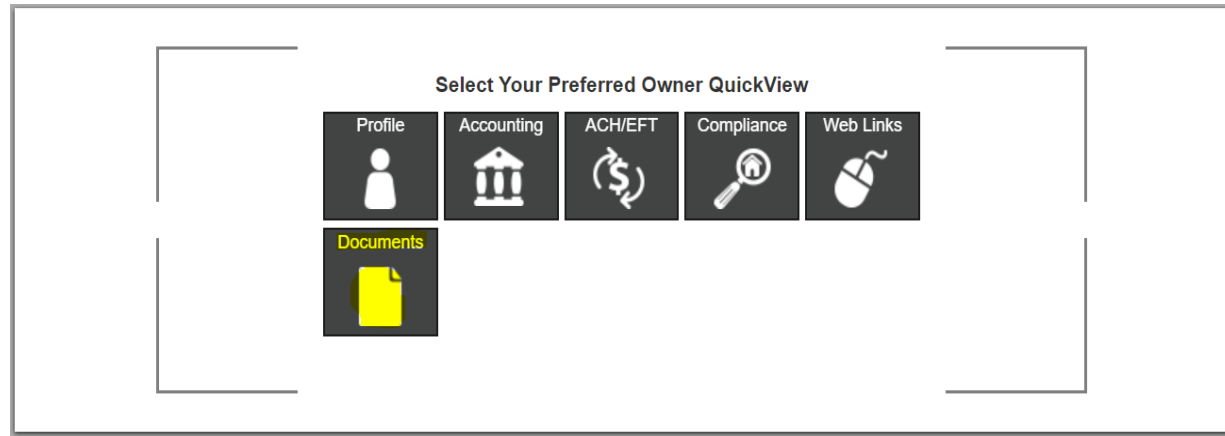 Select Your Preferred Owner QuickView
Profile Accounting ACH/EFT Compliance Web Links
$
Documents